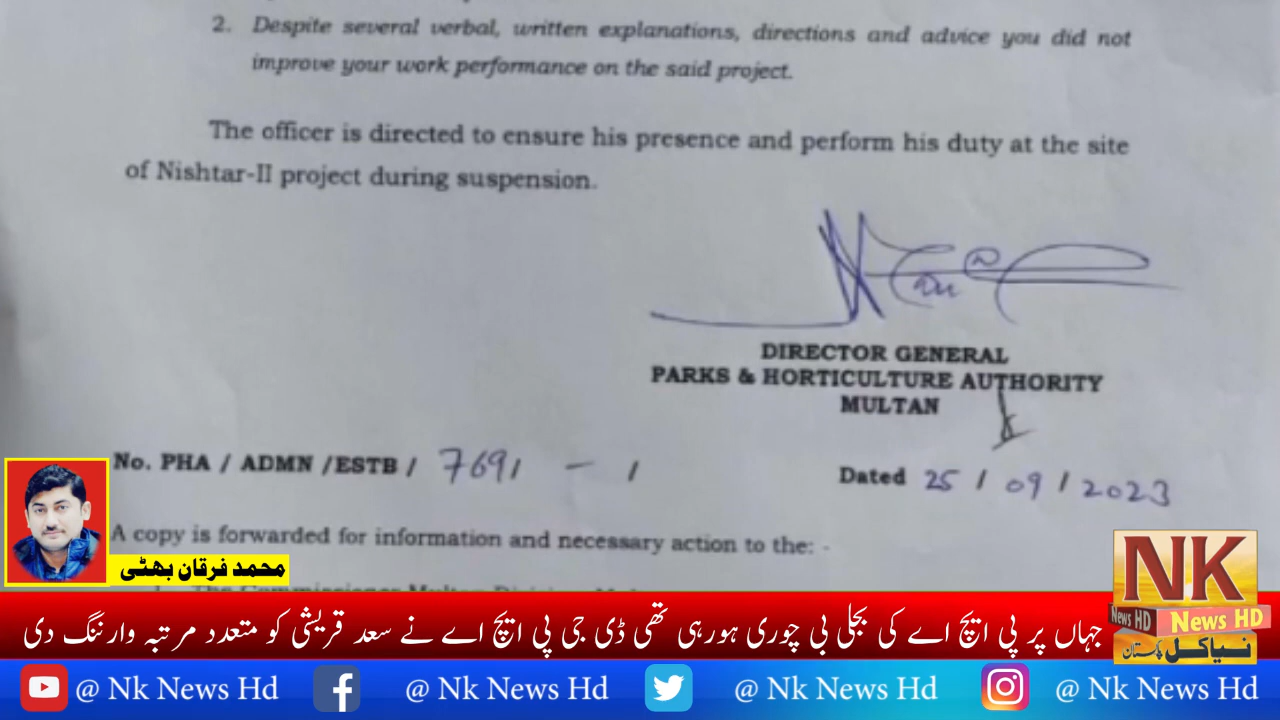 2. Despite several verbal, written explanations, directions and advice you did not
improve your work performance on the said project.
The officer is directed to ensure his presence and perform his duty at the site
of Nishtar-II project during suspension.
DIRECTOR GENERAL
PARKS & HORTICULTURE AUTHORITY
MULTAN
No. PHA / ADMN /ESTB / 7691 - /
Dated 25 / 09 / 2023
A copy is forwarded for information and necessary action to the: -
محمد فرقان بھٹی
NK
News HD News HD
نیا کل پاکستان
جہاں پر پی ایچ اے کی بجلی بی چوری ہورہی تھی ڈی جی پی ایچ اے نے سعد قریشی کو متعدد مرتبہ وارننگ دی
@ Nk News Hd @ Nk News Hd @ Nk News Hd @ Nk News Hd